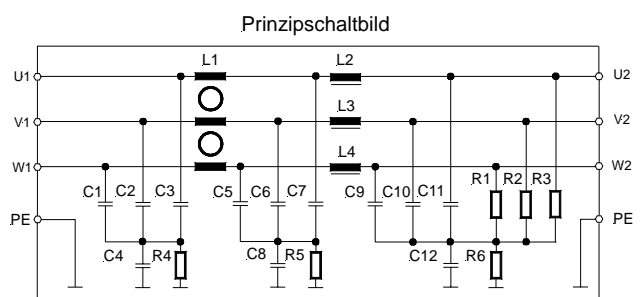 Prinzipschaltbild
L1 L2
U1 U2
V1 L3 V2
W1 L4 W2
C1 C2 C3 C5 C6 C7 C9 C10 C11 R1 R2 R3
PE PE
C4 R4 C8 R5 C12 R6